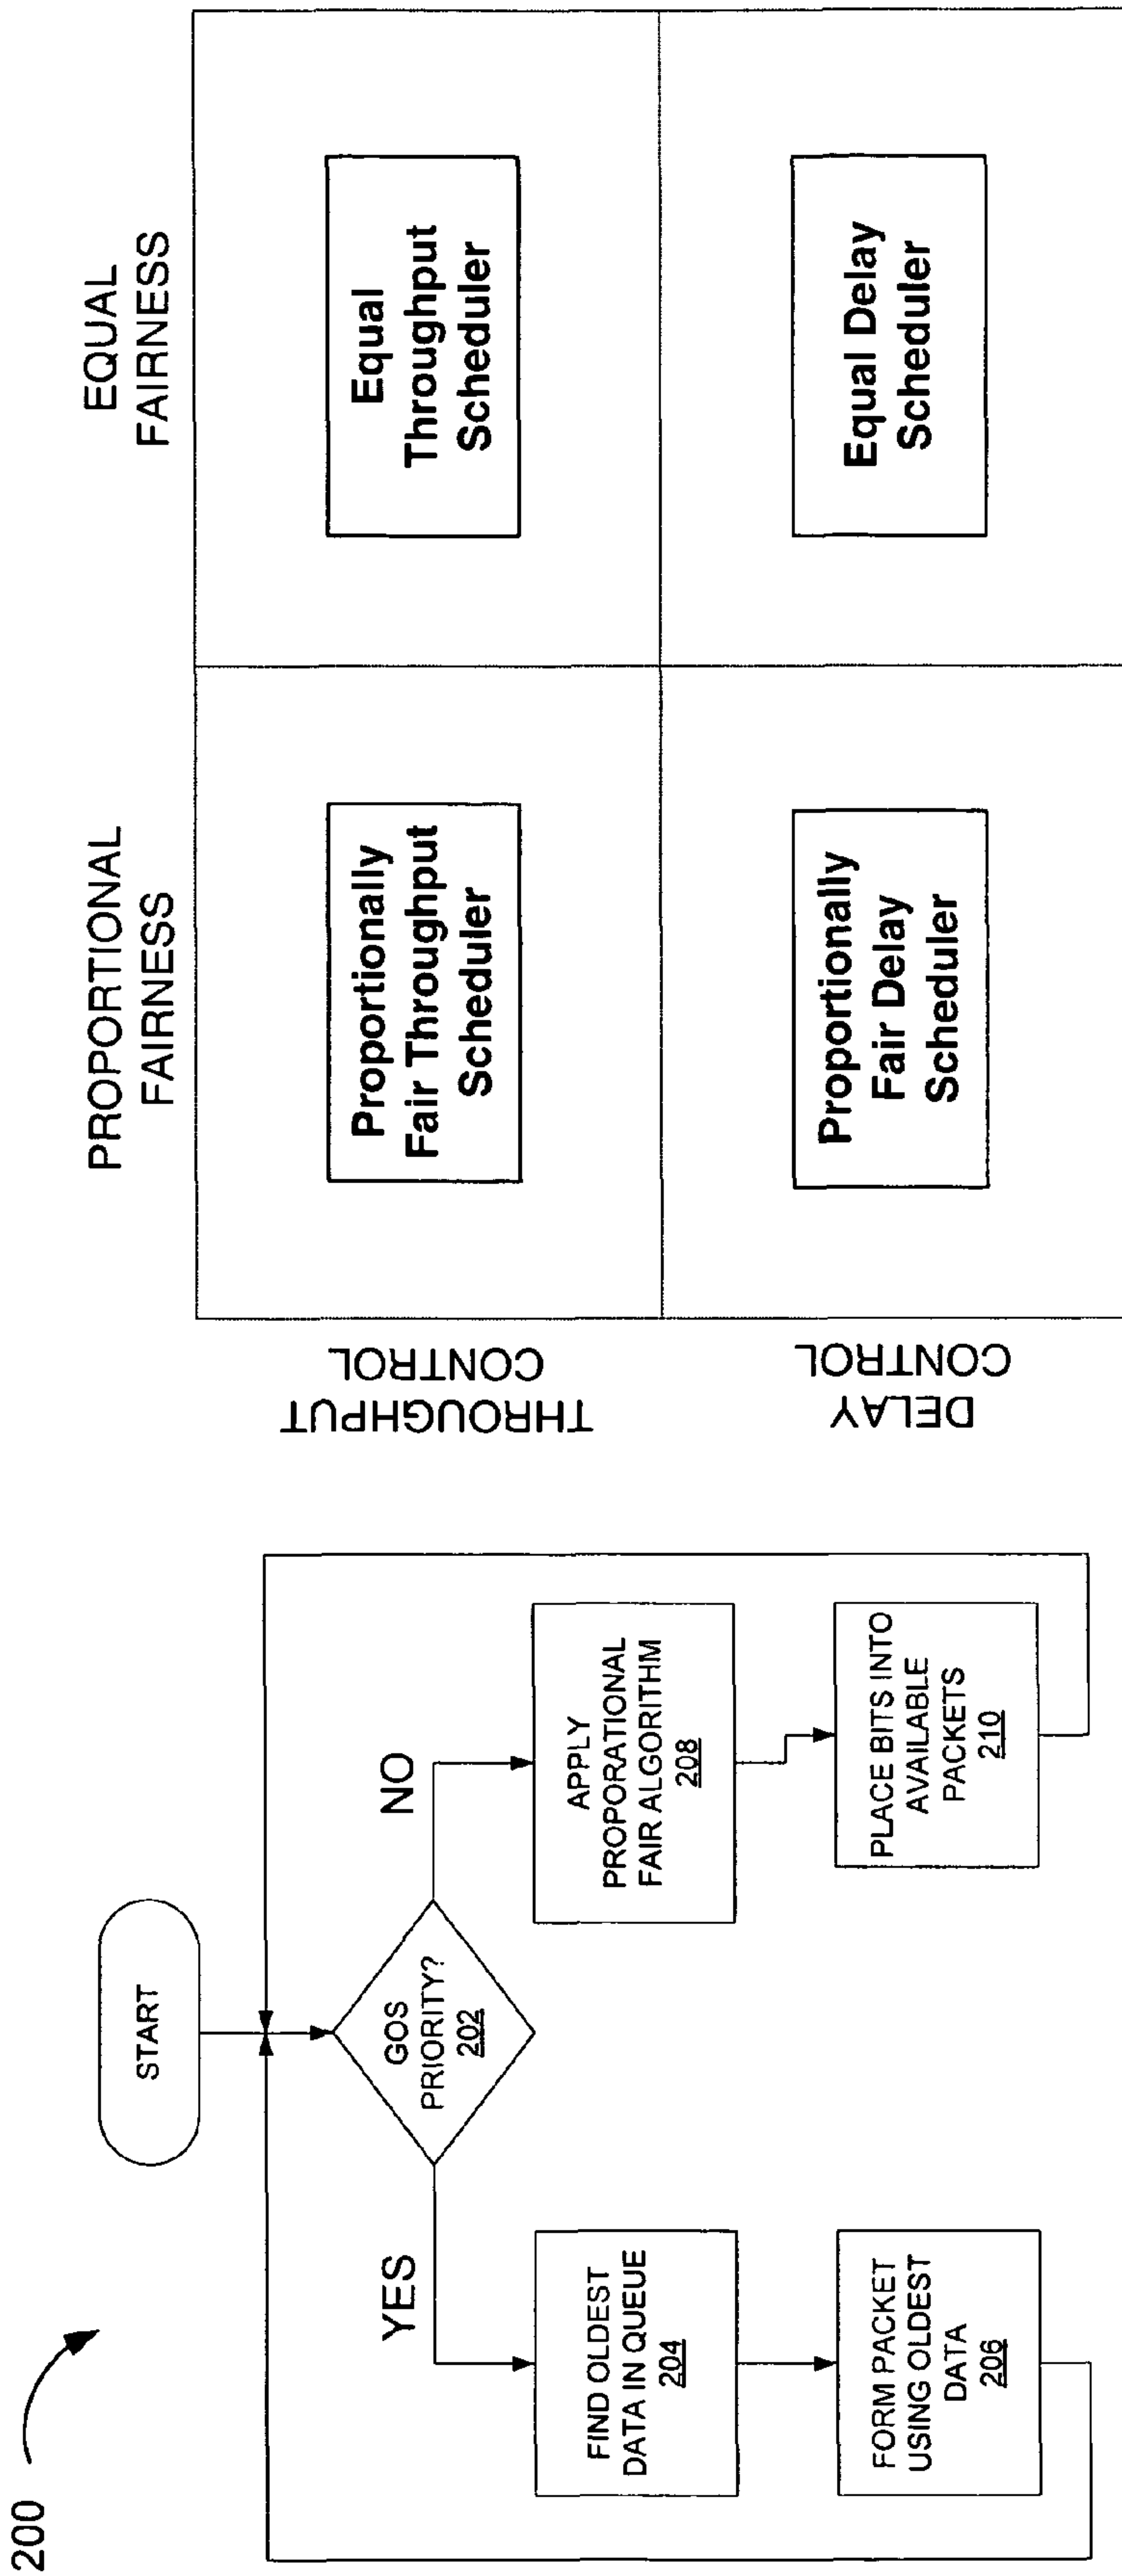 200
START
GOS
PRIORITY?
202
YES
NO
FIND OLDEST
DATA IN QUEUE
204
FORM PACKET
USING OLDEST
DATA
206
APPLY
PROPORATIONAL
FAIR ALGORITHM
208
PLACE BITS INTO
AVAILABLE
PACKETS
210
PROPORTIONAL
FAIRNESS
EQUAL
FAIRNESS
THROUGHPUT
CONTROL
Proportionally
Fair Throughput
Scheduler
Equal
Throughput
Scheduler
DELAY
CONTROL
Proportionally
Fair Delay
Scheduler
Equal Delay
Scheduler